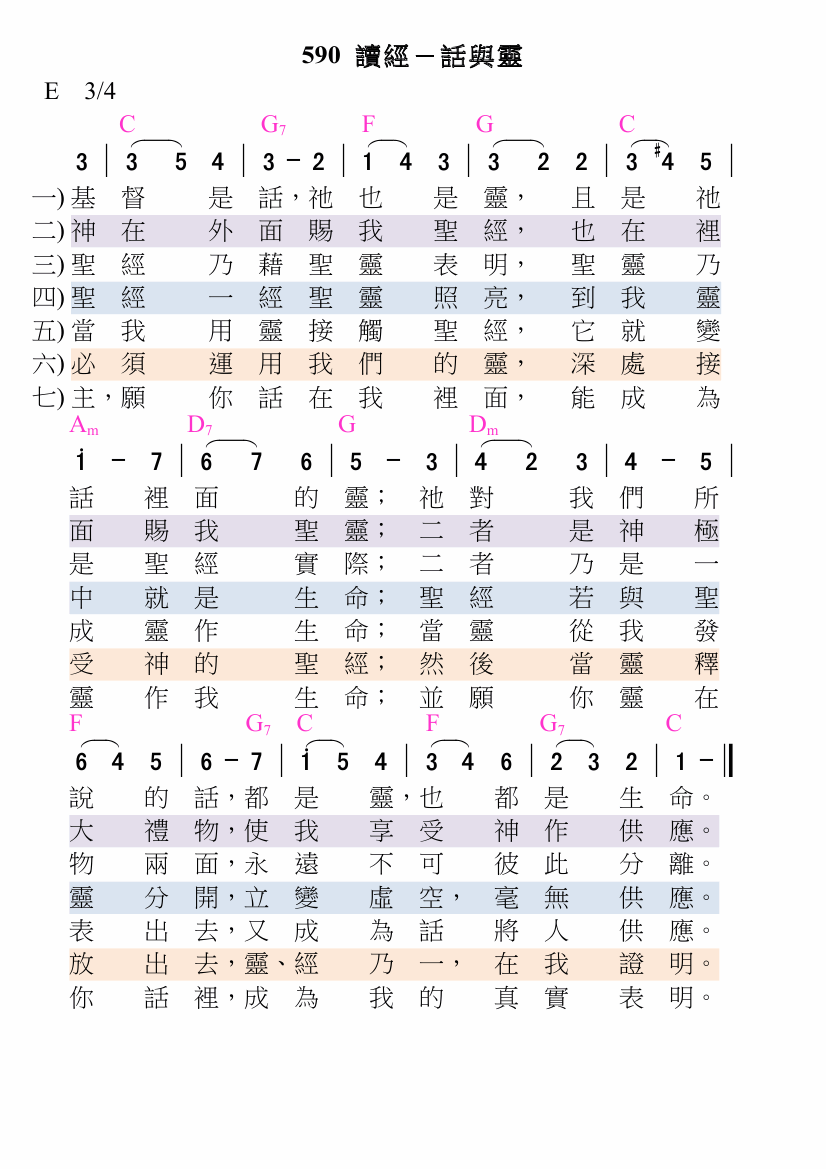 590 讀經－話與靈
E 3/4
C G7 F G C
3 | 3 5 4 | 3 - 2 | 1 4 3 | 3 2 2 | 3 #4 5 |
一) 基督是話，祂也是靈，且是祂
二) 神在外面賜我聖經，也在裡
三) 聖經乃藉聖靈表明，聖靈乃
四) 聖經一經聖靈照亮，到我靈
五) 當我用靈接觸聖經，它就變
六) 必須運用我們的靈，深處接
七) 主，願你話在我裡面，能成為
Am D7 G Dm
i - 7 | 6 7 6 | 5 - 3 | 4 2 3 | 4 - 5 |
話裡面的靈；祂對我們所
面賜我聖靈；二者是神極
是聖經實際；二者乃是一
中就是生命；聖經若與聖
成靈作生命；當靈從我發
受神的聖經；然後當靈釋
靈作我生命；並願你靈在
F G7 C F G7 C
6 4 5 | 6 - 7 | i 5 4 | 3 4 6 | 2 3 2 | 1 - ||
說的話，都是靈，也都是生命。
大禮物，使我享受神作供應。
物兩面，永遠不可彼此分離。
靈分開，立變虛空，毫無供應。
表出去，又成為話將人供應。
放出去，靈、經乃一，在我證明。
你話裡，成為我的真實表明。